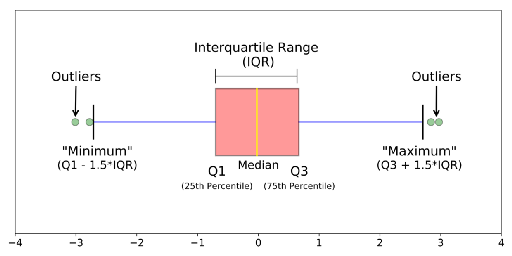 Interquartile Range
(IQR)
Outliers
Outliers
"Minimum"
(Q1 - 1.5*IQR)
"Maximum"
(Q3 + 1.5*IQR)
Median
Q1
Q3
(25th Percentile)
(75th Percentile)
−4
−3
−2
−1
0
1
2
3
4